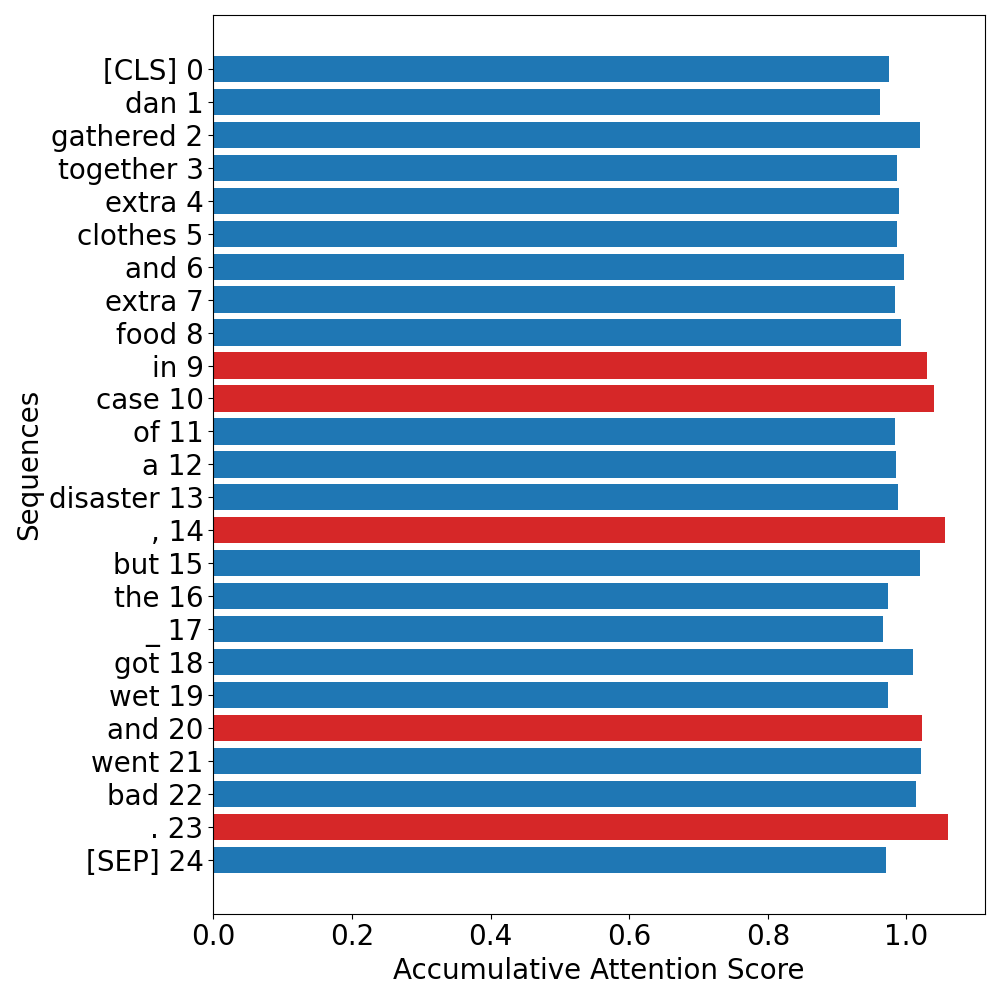 [CLS] 0
dan 1
gathered 2
together 3
extra 4
clothes 5
and 6
extra 7
food 8
in 9
case 10
of 11
a 12
disaster 13
, 14
but 15
the 16
_ 17
got 18
wet 19
and 20
went 21
bad 22
. 23
[SEP] 24
Sequences
0.0 0.2 0.4 0.6 0.8 1.0
Accumulative Attention Score